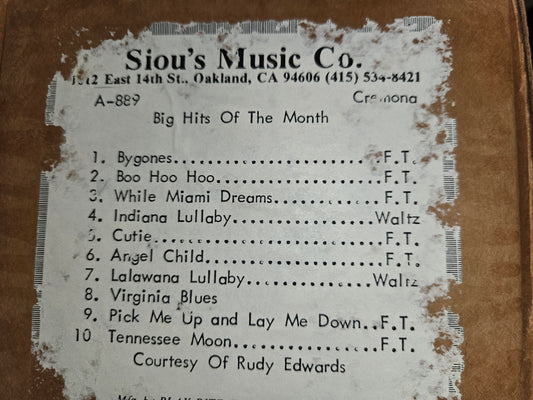 Siou's Music Co.
East 14th St., Oakland, CA 94606 (415) 534-8421
A-889 Cremona
Big Hits Of The Month
1. Bygones........................F.T.
2. Boo Hoo Hoo....................F.T.
3. While Miami Dreams.............F.T.
4. Indiana Lullaby................Waltz
5. Cutie..........................F.T.
6. Angel Child....................F.T.
7. Lalawana Lullaby...............Waltz
8. Virginia Blues
9. Pick Me Up and Lay Me Down..F.T.
10 Tennessee Moon.................F.T.
Courtesy Of Rudy Edwards